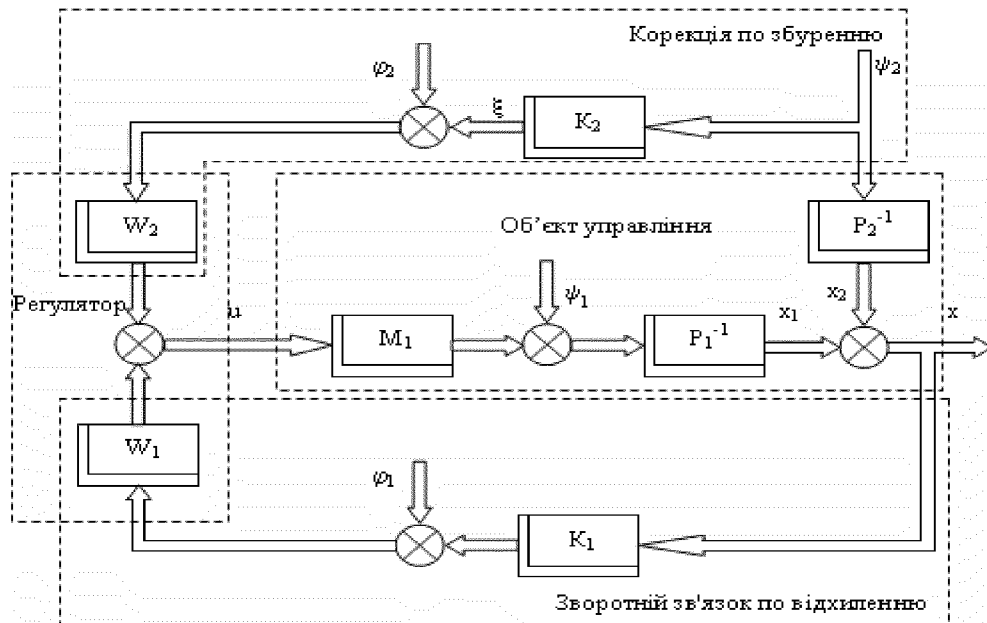 Корекція по збуренню
φ₂
ψ₂
ξ
K₂
W₂
Об’єкт управління
P₂⁻¹
Регулятор
u
ψ₁
x₂
x₁
x
M₁
P₁⁻¹
W₁
φ₁
K₁
Зворотній зв'язок по відхиленню